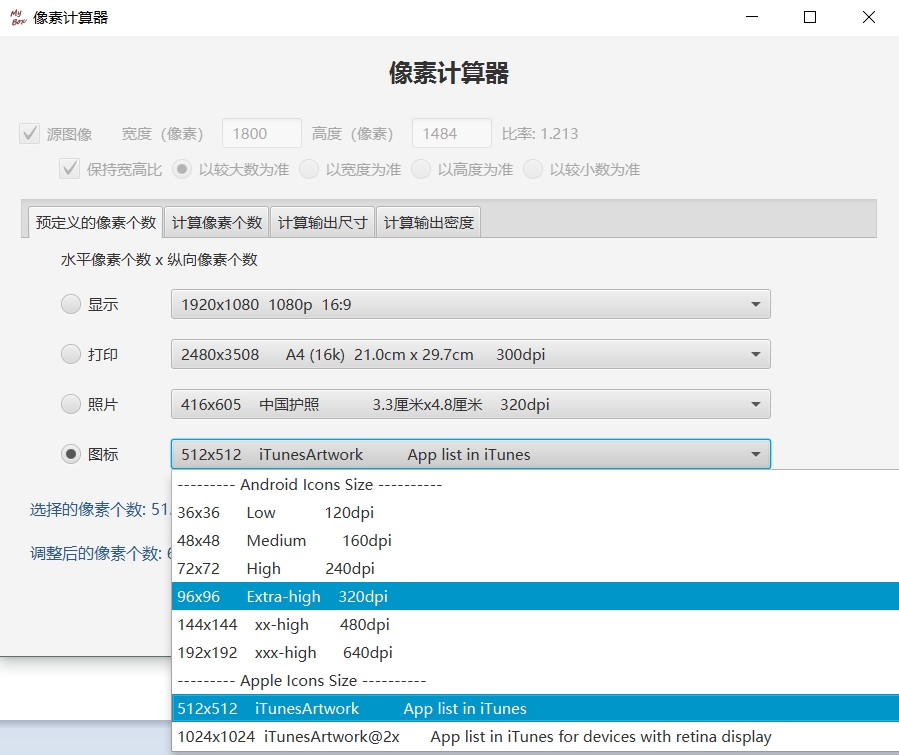 My Box 像素计算器
像素计算器
源图像 宽度（像素） 1800 高度（像素） 1484 比率: 1.213
保持宽高比 以较大数为准 以宽度为准 以高度为准 以较小数为准
预定义的像素个数 计算像素个数 计算输出尺寸 计算输出密度
水平像素个数 x 纵向像素个数
显示 1920x1080 1080p 16:9
打印 2480x3508 A4 (16k) 21.0cm x 29.7cm 300dpi
照片 416x605 中国护照 3.3厘米x4.8厘米 320dpi
图标 512x512 iTunesArtwork App list in iTunes
--------- Android Icons Size ----------
选择的像素个数: 51
36x36 Low 120dpi
48x48 Medium 160dpi
调整后的像素个数:
72x72 High 240dpi
96x96 Extra-high 320dpi
144x144 xx-high 480dpi
192x192 xxx-high 640dpi
--------- Apple Icons Size ----------
512x512 iTunesArtwork App list in iTunes
1024x1024 iTunesArtwork@2x App list in iTunes for devices with retina display